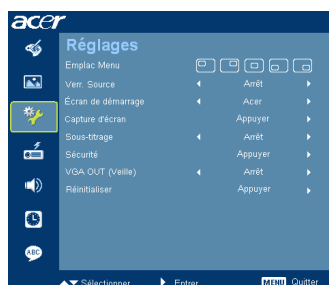 acer
Réglages
Emplac Menu
Verr. Source Arrêt
Écran de démarrage Acer
Capture d'écran Appuyer
Sous-titrage Arrêt
Sécurité Appuyer
VGA OUT (Veille) Arrêt
Réinitialiser Appuyer
ABC
Sélectionner Entrer MENU Quitter